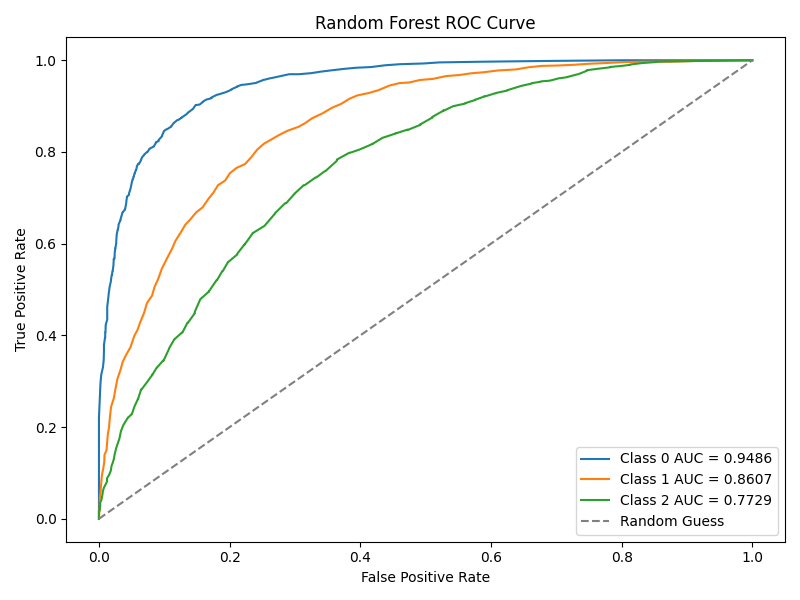 Random Forest ROC Curve
True Positive Rate
1.0
0.8
0.6
0.4
0.2
0.0
Class 0 AUC = 0.9486
Class 1 AUC = 0.8607
Class 2 AUC = 0.7729
Random Guess
0.0 0.2 0.4 0.6 0.8 1.0
False Positive Rate